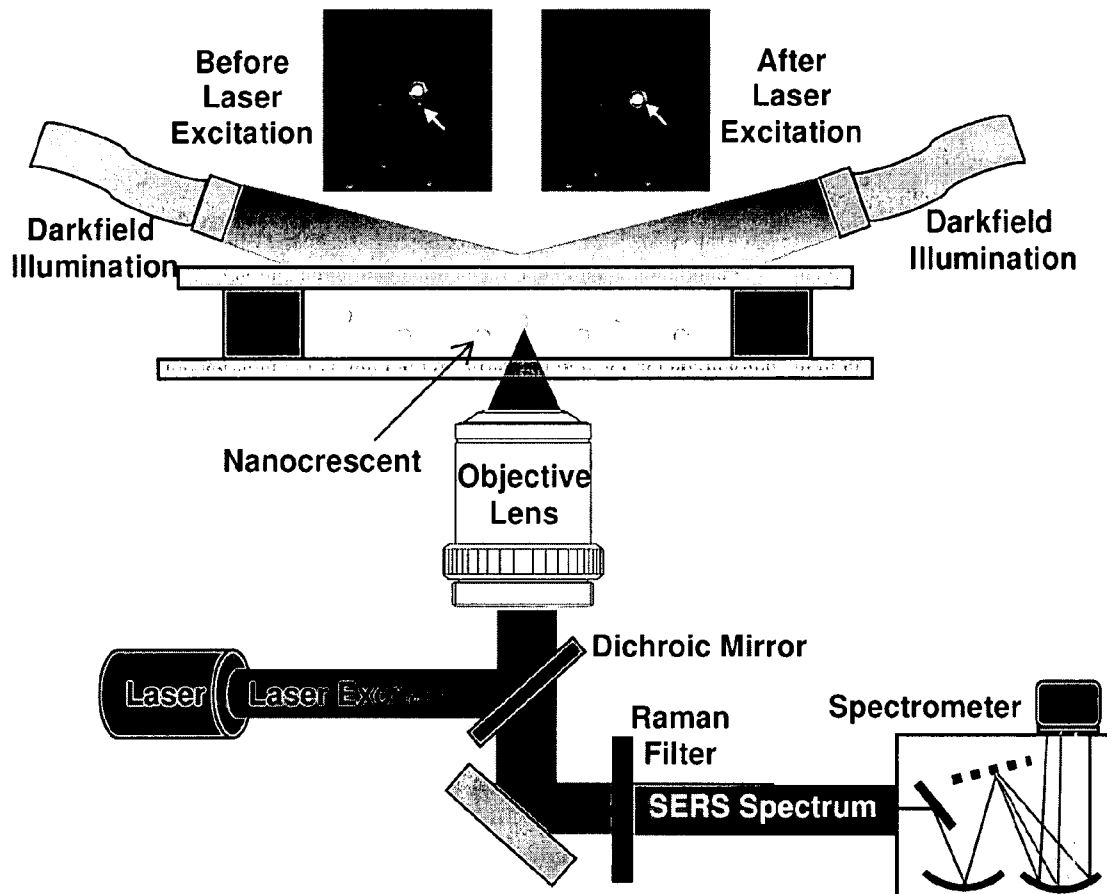 Before
Laser
Excitation
After
Laser
Excitation
Darkfield
Illumination
Darkfield
Illumination
Nanocrescent
Objective
Lens
Dichroic Mirror
Laser
Laser
Raman
Filter
Spectrometer
SERS Spectrum